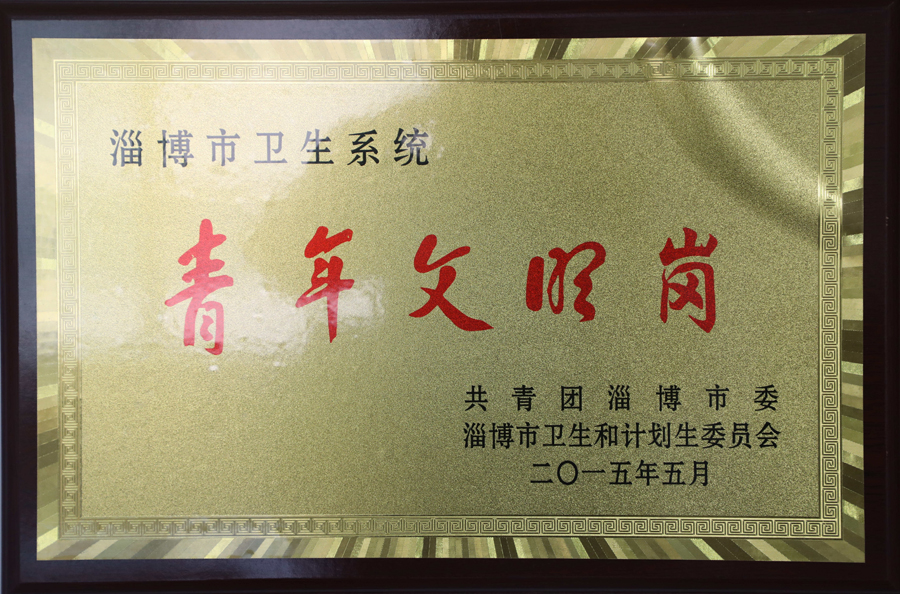 淄博市卫生系统
青年文明岗
共青团淄博市委
淄博市卫生和计划生委员会
二〇一五年五月